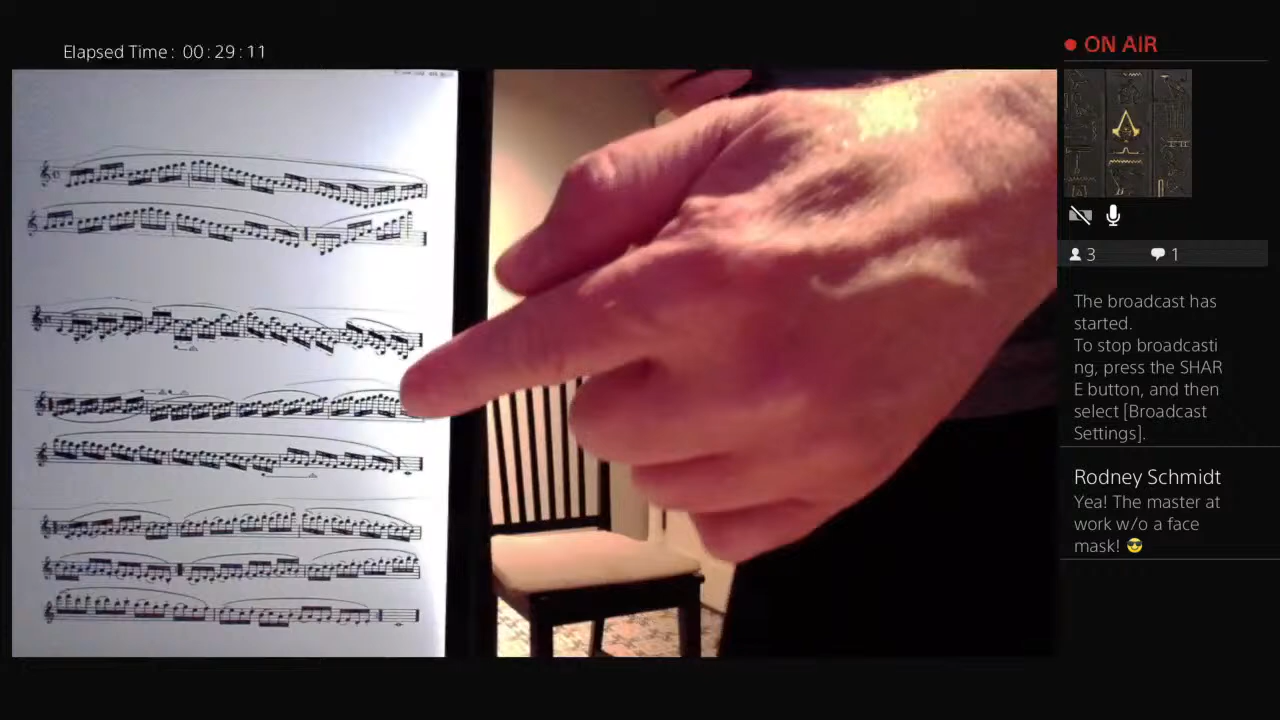 Elapsed Time: 00:29:11
ON AIR
3
1
The broadcast has
started.
To stop broadcasti
ng, press the SHAR
E button, and then
select [Broadcast
Settings].
Rodney Schmidt
Yea! The master at
work w/o a face
mask! 😎